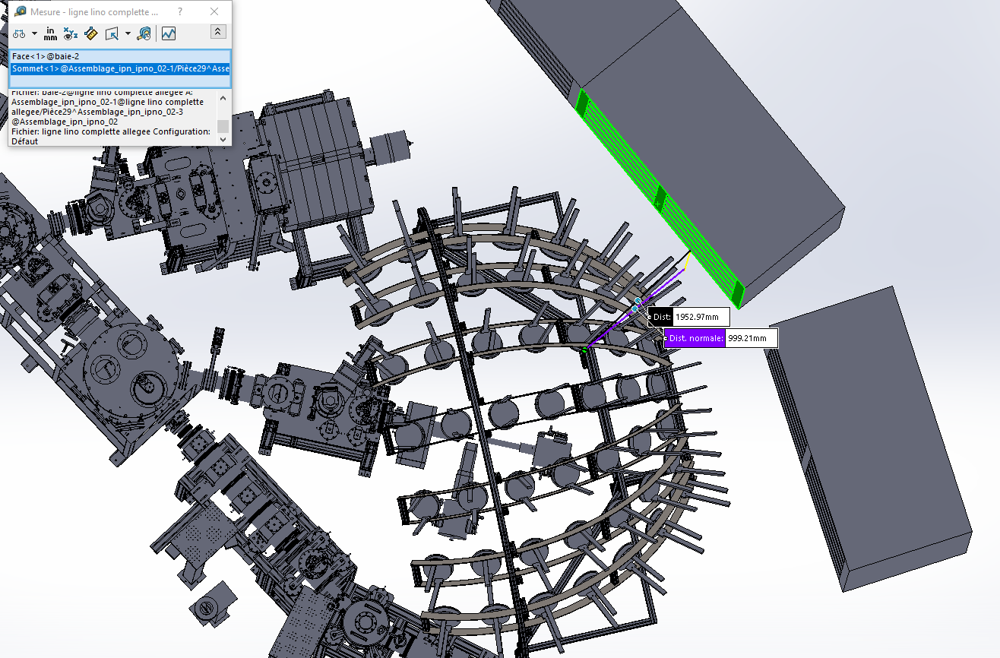 Mesure - ligne lino complette ...
?
in
mm
XYZ
Face<1>@baie-2
Sommet<1>@Assemblage_ipn_ipno_02-1/Pièce29^Asse
Fichier: baie-2@ligne lino complette allegee À:
Assemblage_ipn_ipno_02-1@ligne lino complette
allegee/Pièce29^Assemblage_ipn_ipno_02-3
@Assemblage_ipn_ipno_02
Fichier: ligne lino complette allegee Configuration:
Défaut
Dist: 1952.97mm
Dist. normale: 999.21mm